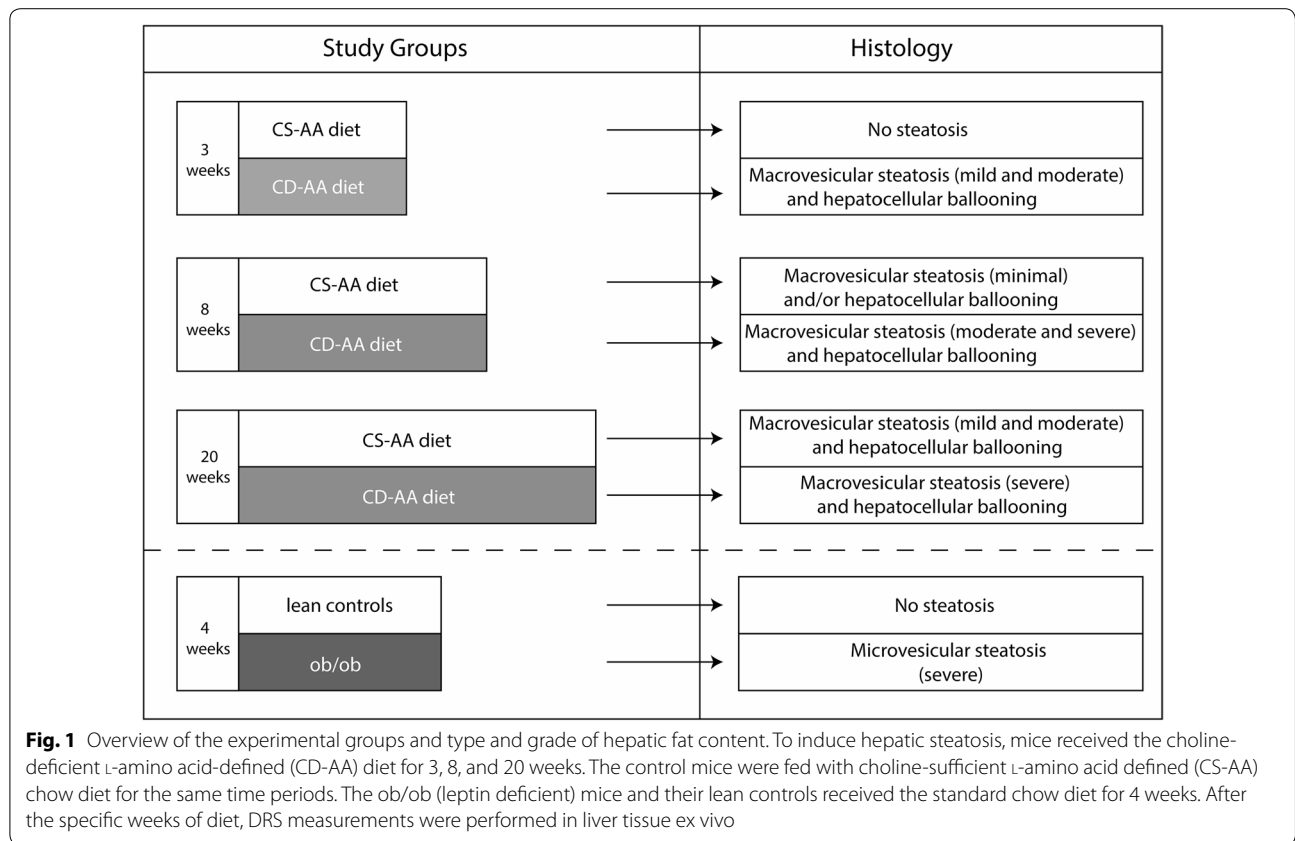 Study Groups
Histology
3
weeks
CS-AA diet
No steatosis
CD-AA diet
Macrovesicular steatosis (mild and moderate)
and hepatocellular ballooning
8
weeks
CS-AA diet
Macrovesicular steatosis (minimal)
and/or hepatocellular ballooning
CD-AA diet
Macrovesicular steatosis (moderate and severe)
and hepatocellular ballooning
20
weeks
CS-AA diet
Macrovesicular steatosis (mild and moderate)
and hepatocellular ballooning
CD-AA diet
Macrovesicular steatosis (severe)
and hepatocellular ballooning
4
weeks
lean controls
No steatosis
ob/ob
Microvesicular steatosis
(severe)
Fig. 1 Overview of the experimental groups and type and grade of hepatic fat content. To induce hepatic steatosis, mice received the choline-
deficient L-amino acid-defined (CD-AA) diet for 3, 8, and 20 weeks. The control mice were fed with choline-sufficient L-amino acid defined (CS-AA)
chow diet for the same time periods. The ob/ob (leptin deficient) mice and their lean controls received the standard chow diet for 4 weeks. After
the specific weeks of diet, DRS measurements were performed in liver tissue ex vivo